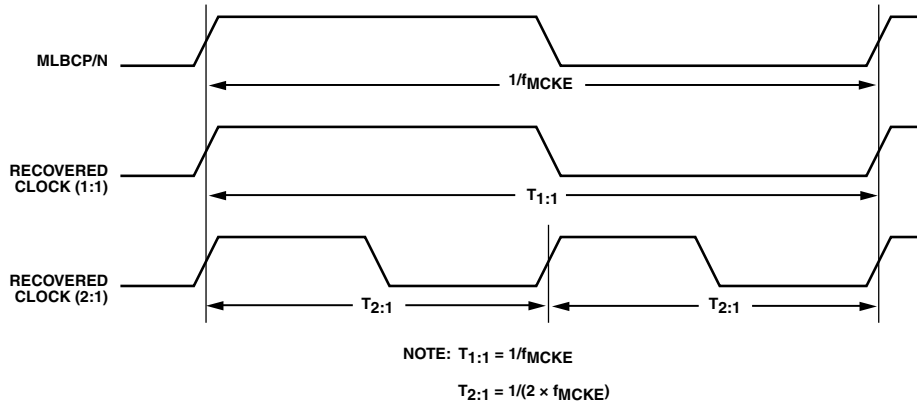 MLBCP/N
1/fMCKE
RECOVERED
CLOCK (1:1)
T1:1
RECOVERED
CLOCK (2:1)
T2:1
T2:1
NOTE: T1:1 = 1/fMCKE
T2:1 = 1/(2 × fMCKE)